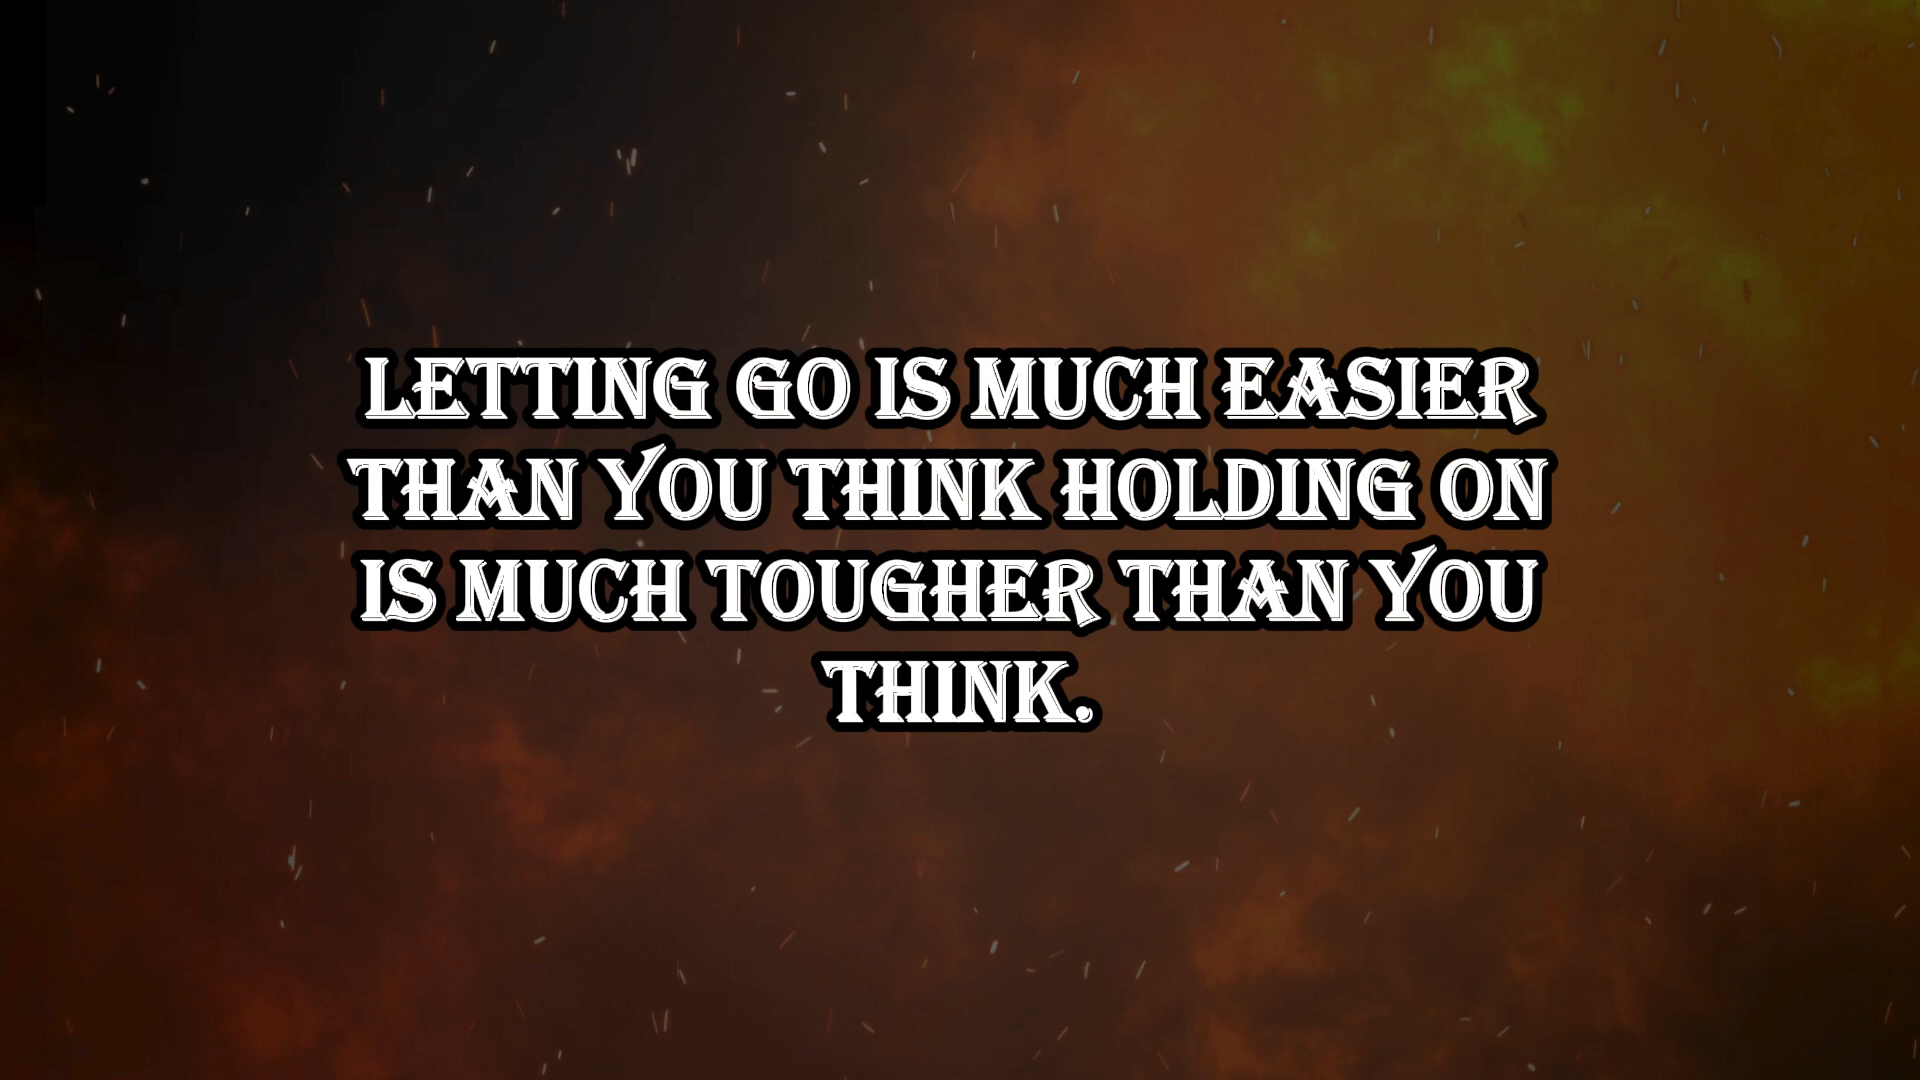 LETTING GO IS MUCH EASIER
THAN YOU THINK HOLDING ON
IS MUCH TOUGHER THAN YOU
THINK.